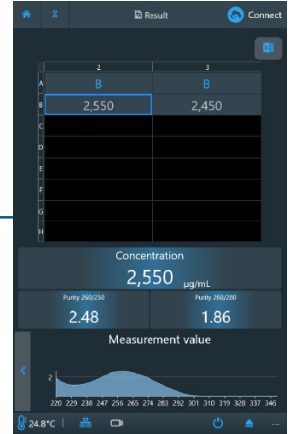 Result
Connect
2 3
A B B
B 2,550 2,450
C
D
E
F
G
H
Concentration
2,550 µg/mL
Purity 260/230 Purity 260/280
2.48 1.86
Measurement value
2
220 229 238 247 256 265 274 283 292 301 310 319 328 337 346
24.8°C